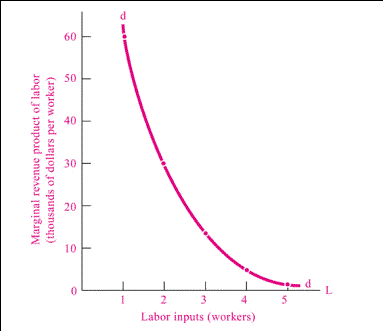 d
60
50
40
30
20
10
0
Marginal revenue product of labor
(thousands of dollars per worker)
d
L
1 2 3 4 5
Labor inputs (workers)